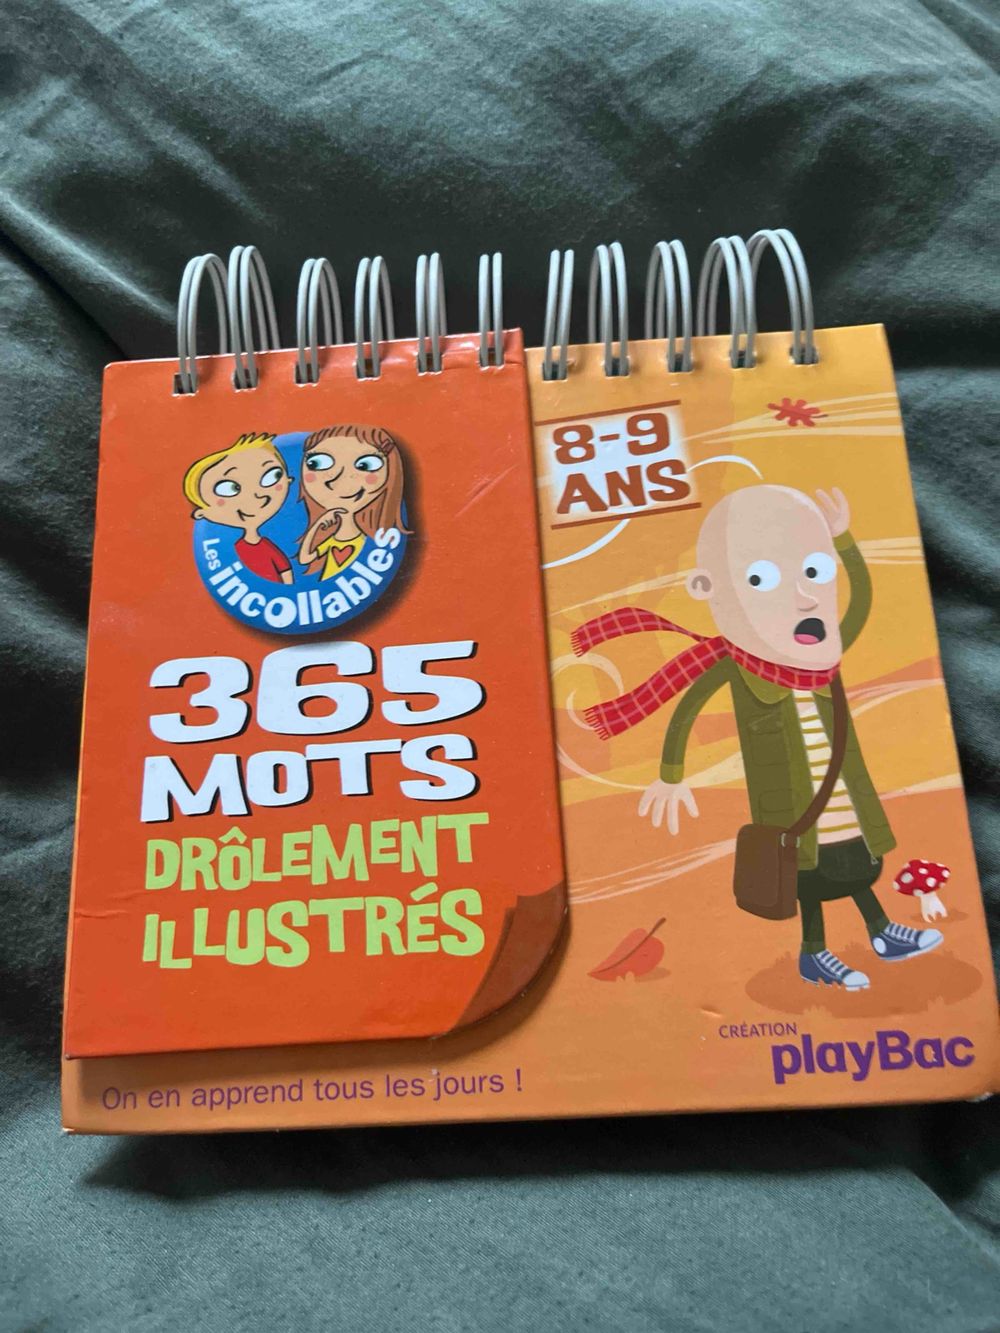 Les incollables
365
MOTS
DRÔLEMENT
ILLUSTRÉS
8-9
ANS
CRÉATION
playBac
On en apprend tous les jours !